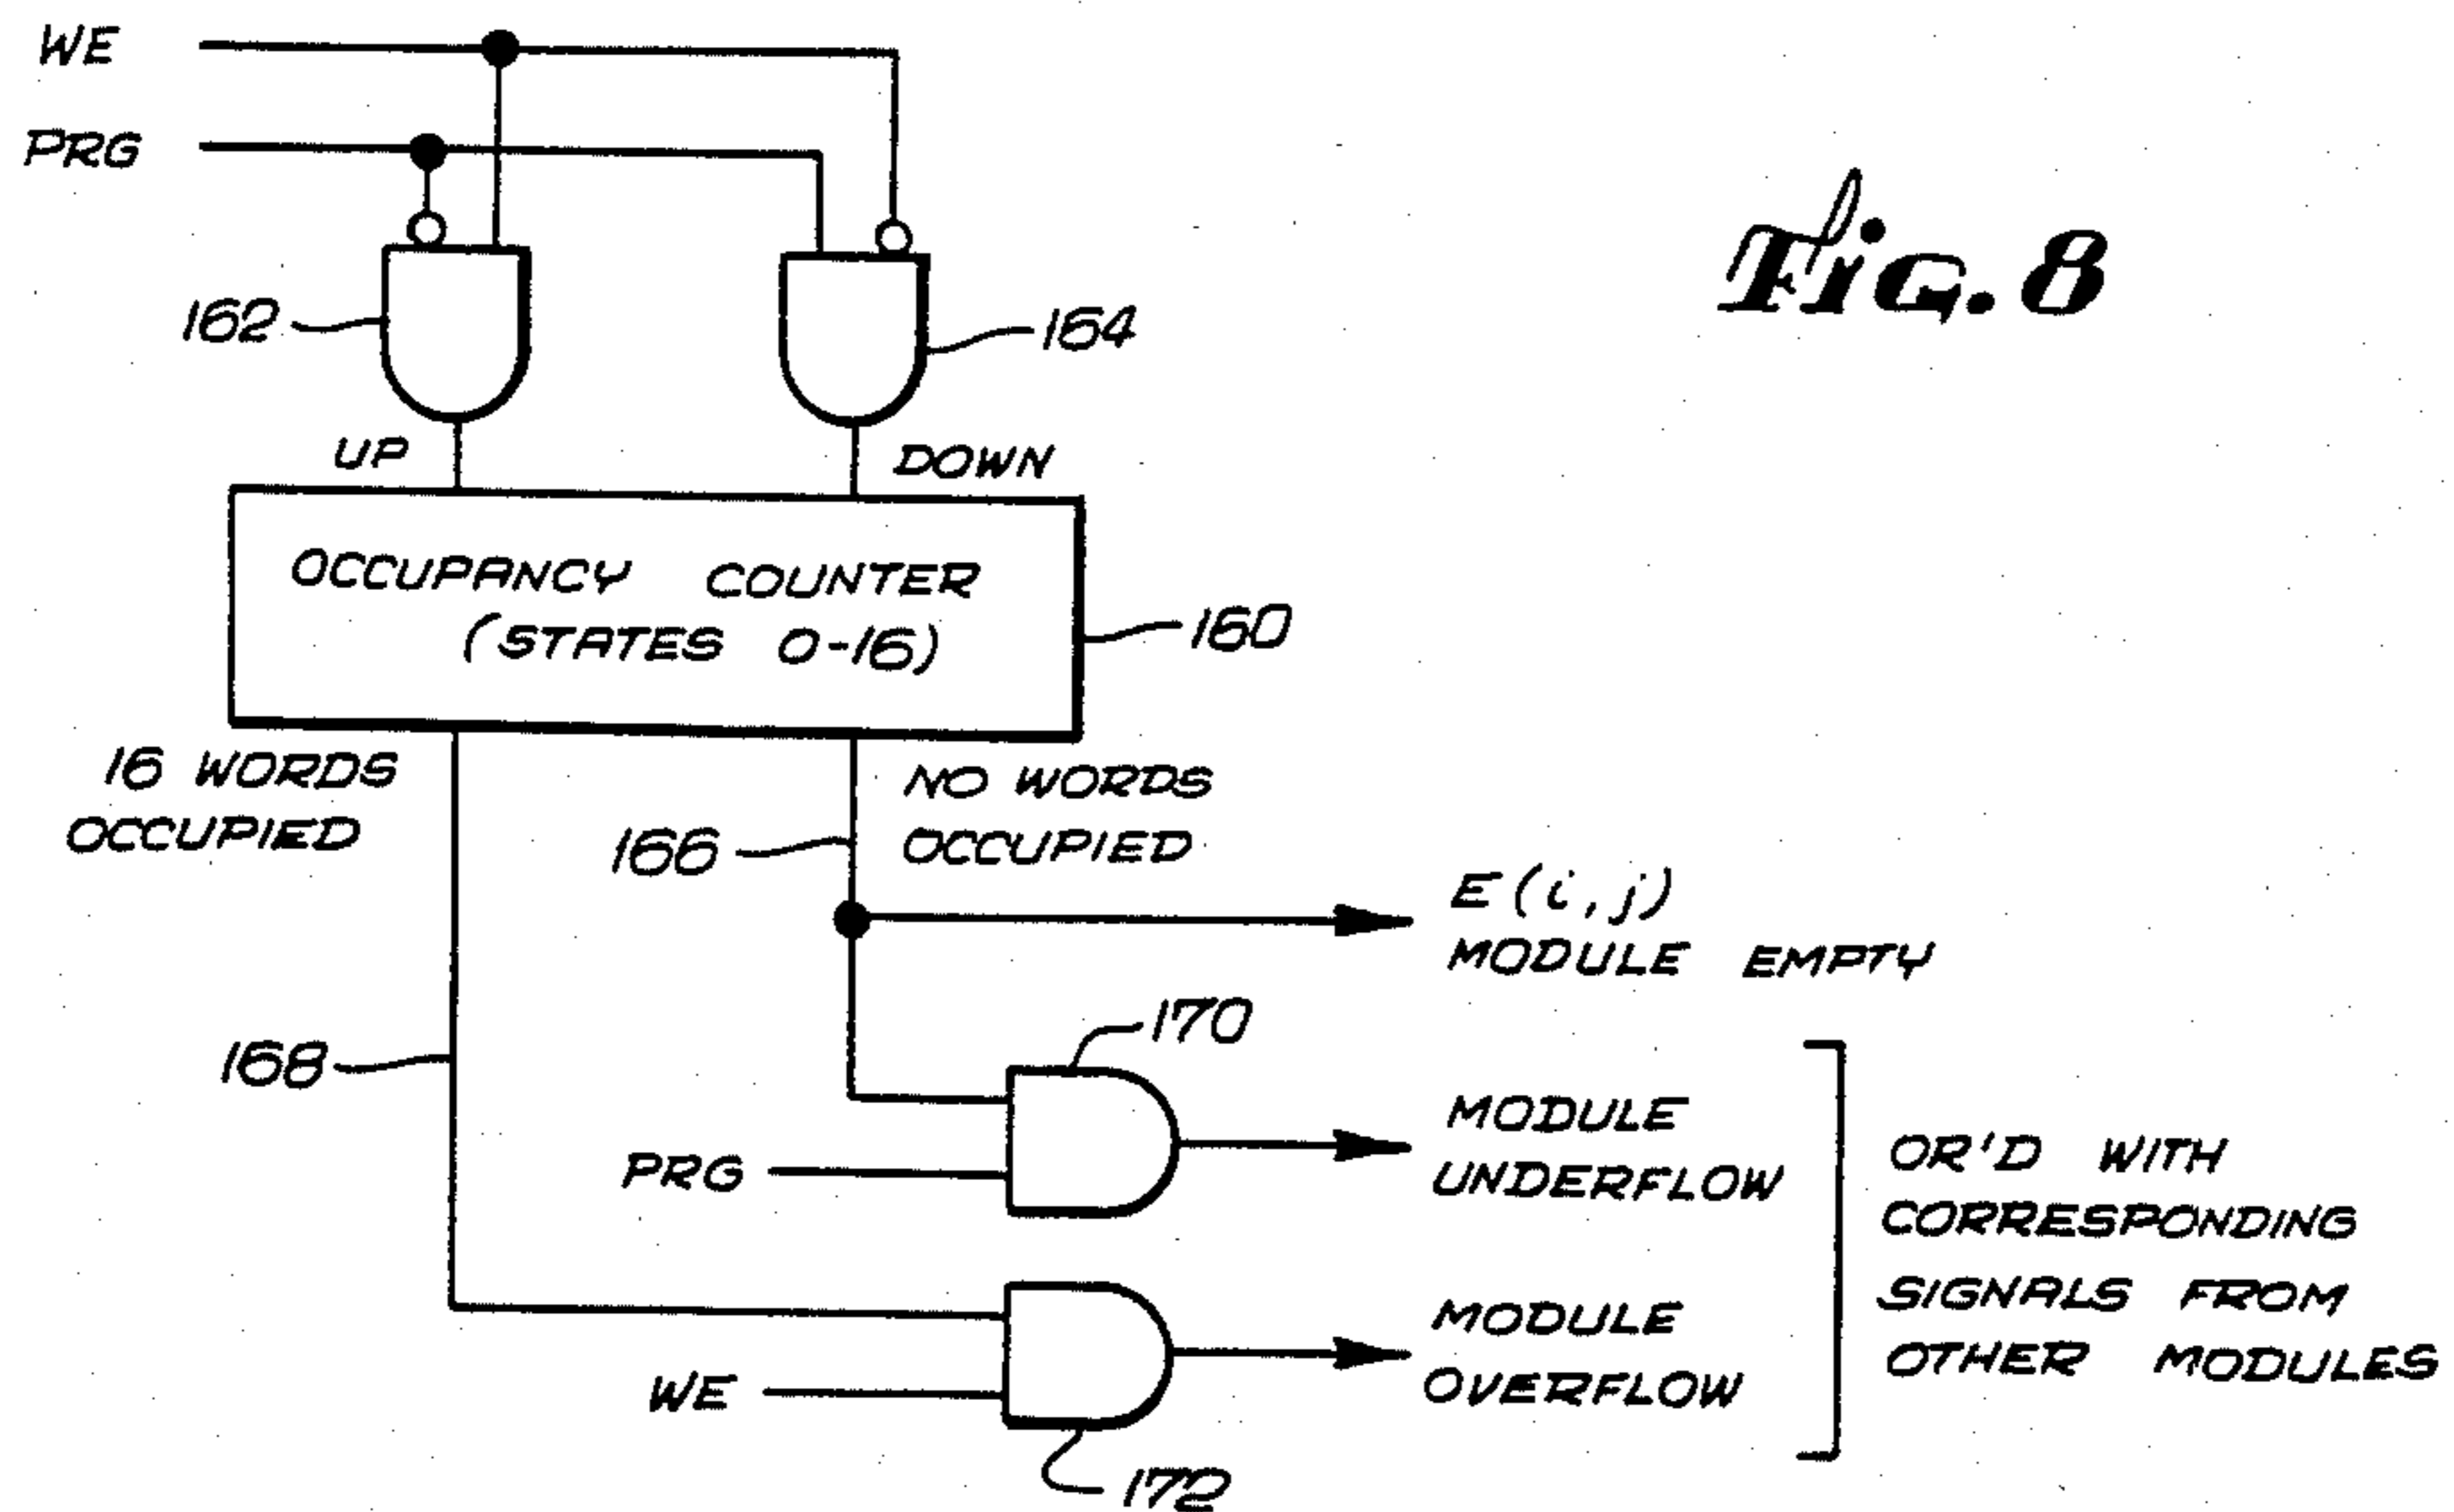 WE
PRG
Fig. 8
162
164
UP
DOWN
OCCUPANCY COUNTER
(STATES 0-16)
160
16 WORDS
OCCUPIED
NO WORDS
OCCUPIED
166
E(i,j)
MODULE EMPTY
168
170
PRG
MODULE
UNDERFLOW
WE
MODULE
OVERFLOW
172
OR'D WITH
CORRESPONDING
SIGNALS FROM
OTHER MODULES